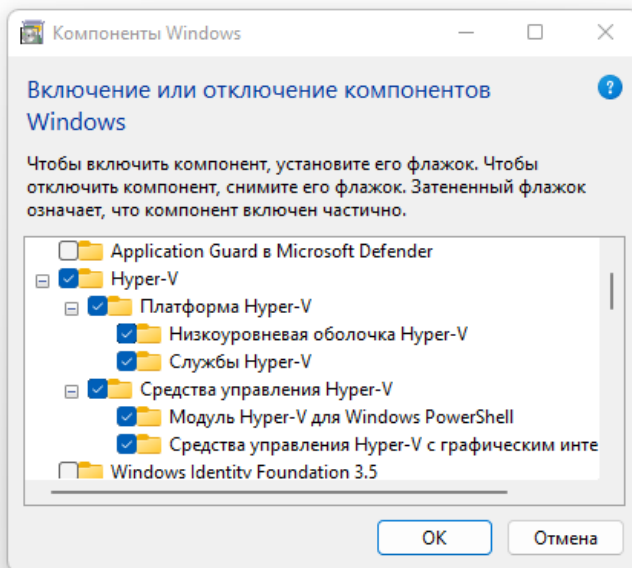 Компоненты Windows
Включение или отключение компонентов
Windows
?
Чтобы включить компонент, установите его флажок. Чтобы
отключить компонент, снимите его флажок. Затененный флажок
означает, что компонент включен частично.
Application Guard в Microsoft Defender
Hyper-V
Платформа Hyper-V
Низкоуровневая оболочка Hyper-V
Службы Hyper-V
Средства управления Hyper-V
Модуль Hyper-V для Windows PowerShell
Средства управления Hyper-V с графическим инте
Windows Identity Foundation 3.5
ОК
Отмена